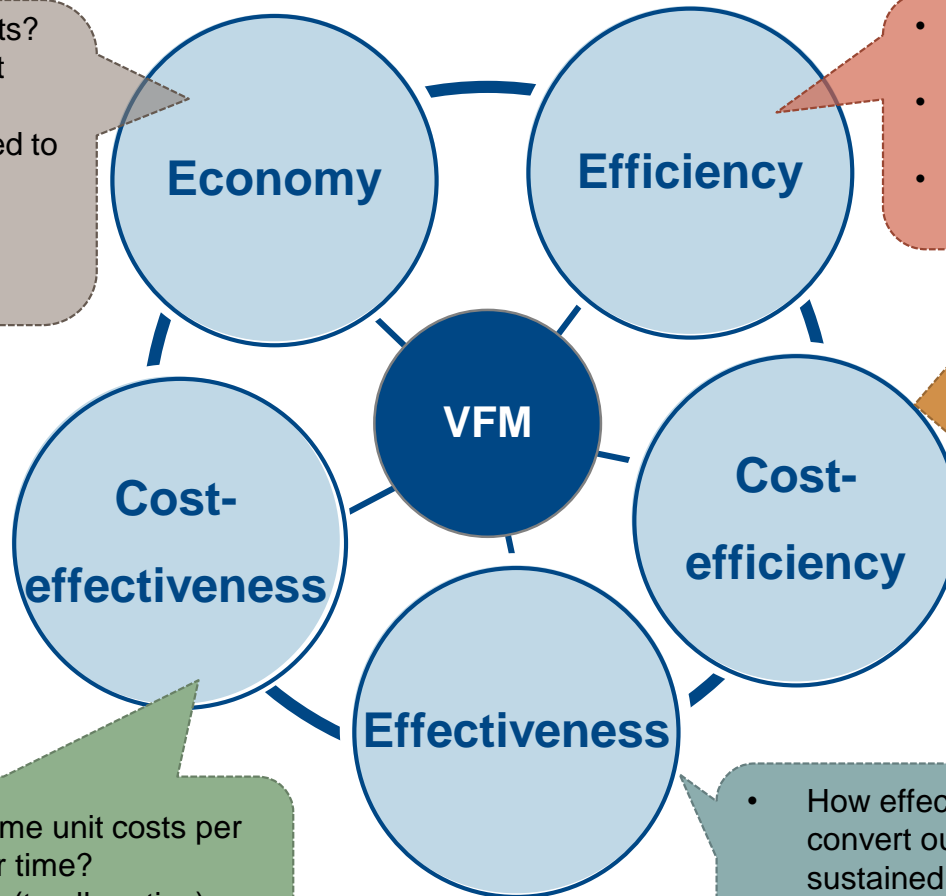 ts?
t
ed to
•
•
•
Economy
Efficiency
VFM
Cost-
effectiveness
Cost-
efficiency
Effectiveness
me unit costs per
r time?
• How effec
convert ou
sustained